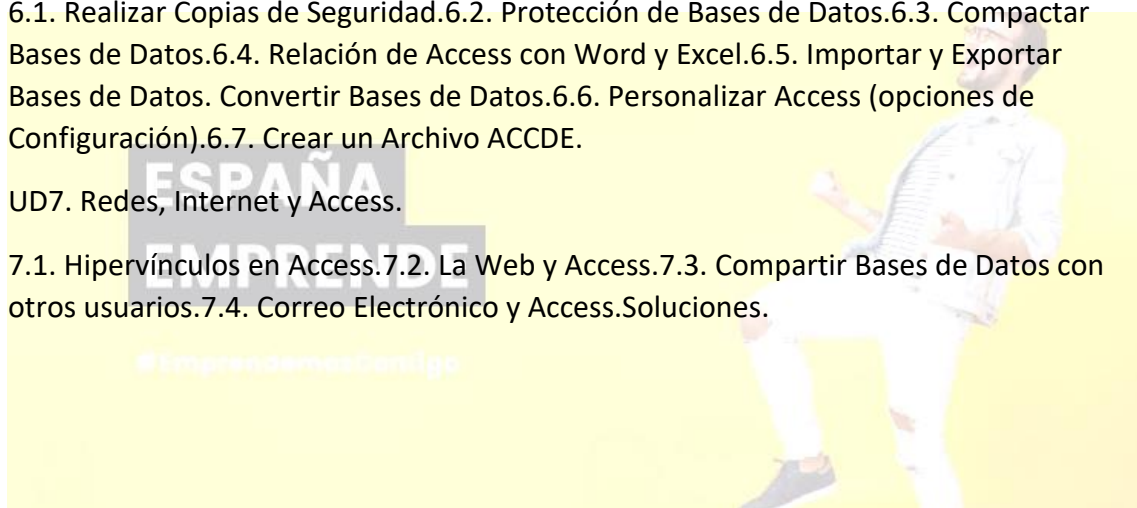 6.1. Realizar Copias de Seguridad.6.2. Protección de Bases de Datos.6.3. Compactar
Bases de Datos.6.4. Relación de Access con Word y Excel.6.5. Importar y Exportar
Bases de Datos. Convertir Bases de Datos.6.6. Personalizar Access (opciones de
Configuración).6.7. Crear un Archivo ACCDE.
ESPAÑA
UD7. Redes, Internet y Access.
EMPRENDE
7.1. Hipervínculos en Access.7.2. La Web y Access.7.3. Compartir Bases de Datos con
otros usuarios.7.4. Correo Electrónico y Access.Soluciones.
#EmprendemosContigo